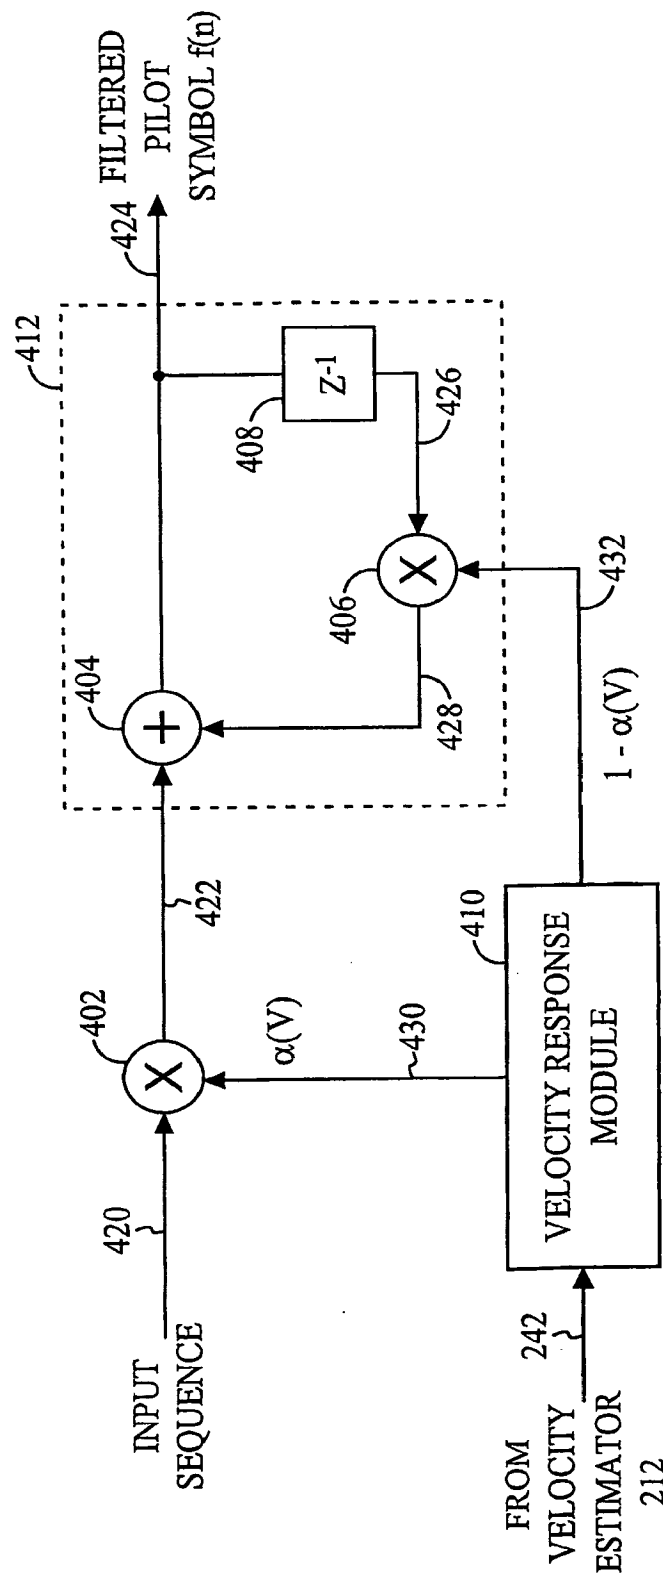 INPUT
SEQUENCE
420
402
X
422
404
+
412
424
FILTERED
PILOT
SYMBOL f(n)
408
Z-1
426
406
X
428
α(V)
430
410
VELOCITY RESPONSE
MODULE
1 - α(V)
432
242
FROM
VELOCITY
ESTIMATOR
212